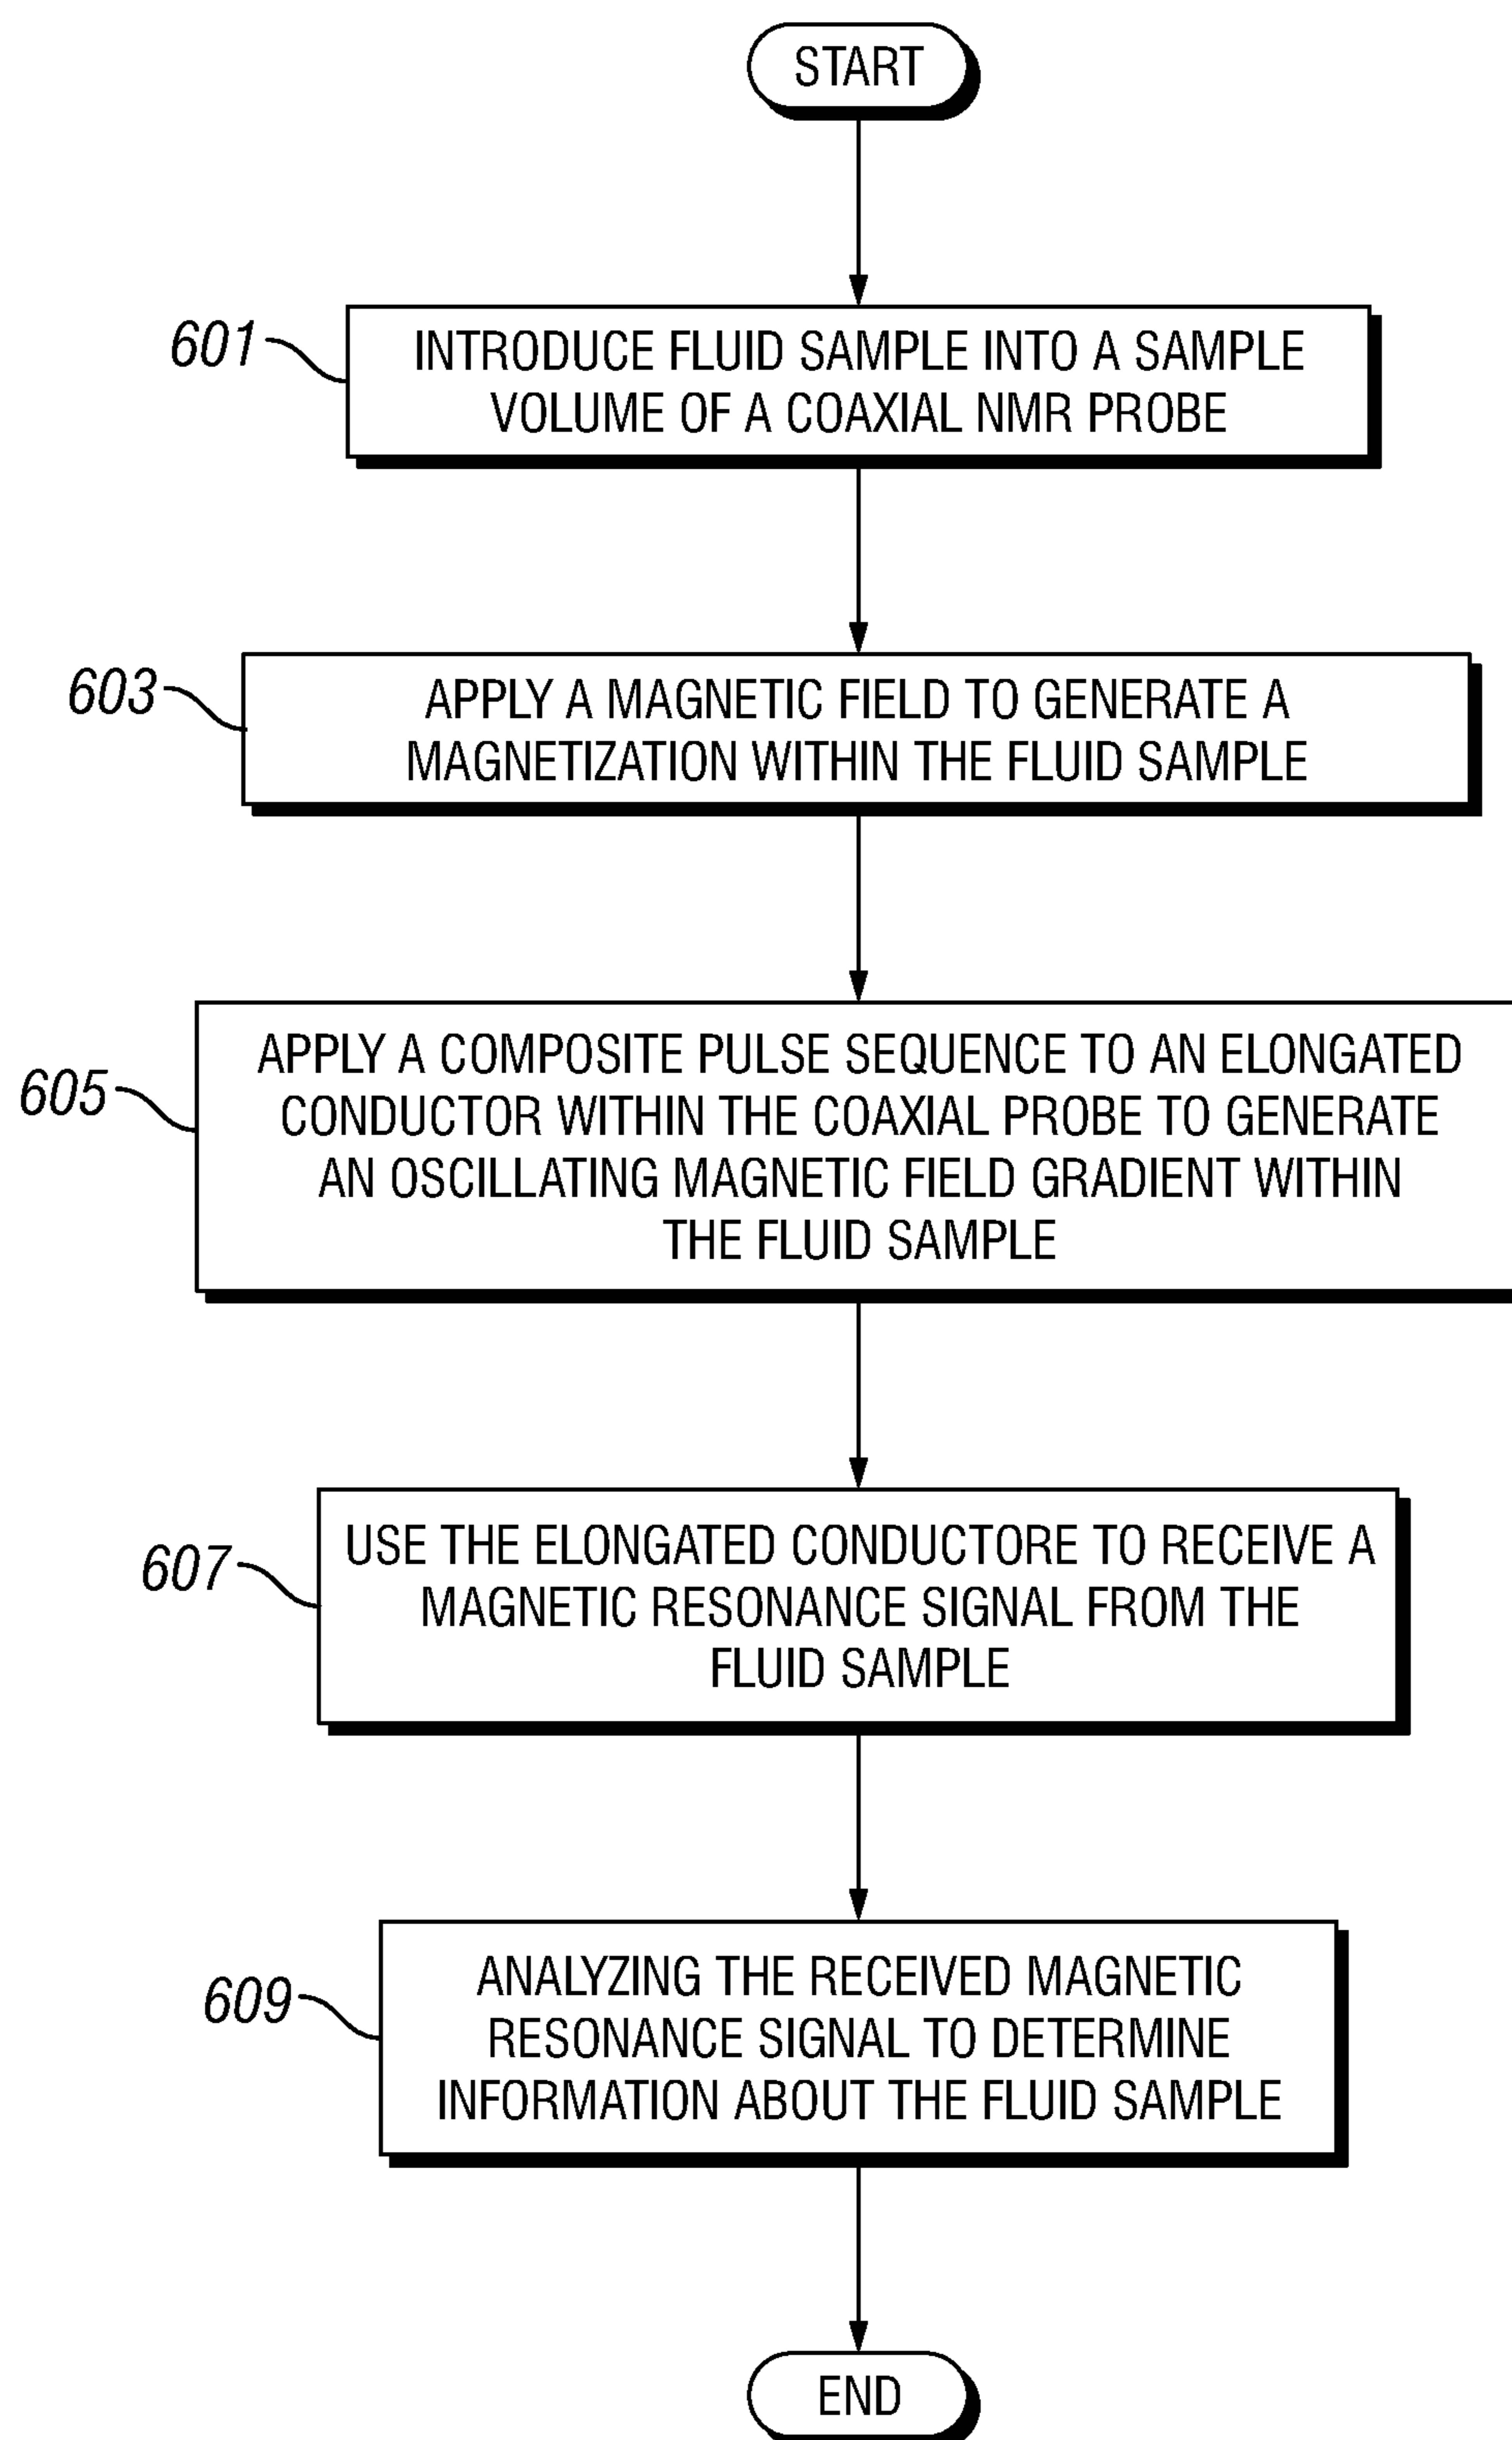 START
601
INTRODUCE FLUID SAMPLE INTO A SAMPLE
VOLUME OF A COAXIAL NMR PROBE
603
APPLY A MAGNETIC FIELD TO GENERATE A
MAGNETIZATION WITHIN THE FLUID SAMPLE
605
APPLY A COMPOSITE PULSE SEQUENCE TO AN ELONGATED
CONDUCTOR WITHIN THE COAXIAL PROBE TO GENERATE
AN OSCILLATING MAGNETIC FIELD GRADIENT WITHIN
THE FLUID SAMPLE
607
USE THE ELONGATED CONDUCTORE TO RECEIVE A
MAGNETIC RESONANCE SIGNAL FROM THE
FLUID SAMPLE
609
ANALYZING THE RECEIVED MAGNETIC
RESONANCE SIGNAL TO DETERMINE
INFORMATION ABOUT THE FLUID SAMPLE
END